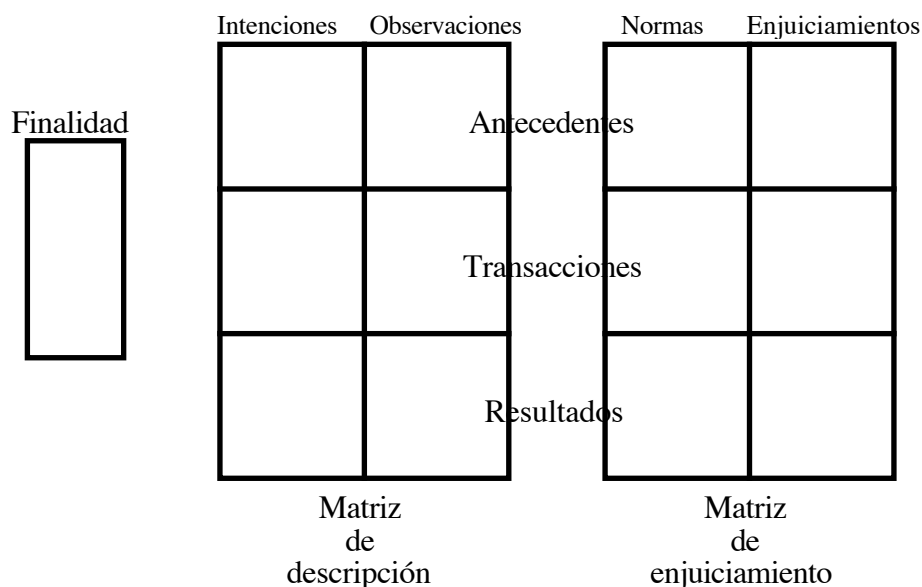 Intenciones Observaciones Normas Enjuiciamientos
Finalidad
Antecedentes
Transacciones
Resultados
Matriz
de
descripción
Matriz
de
enjuiciamiento